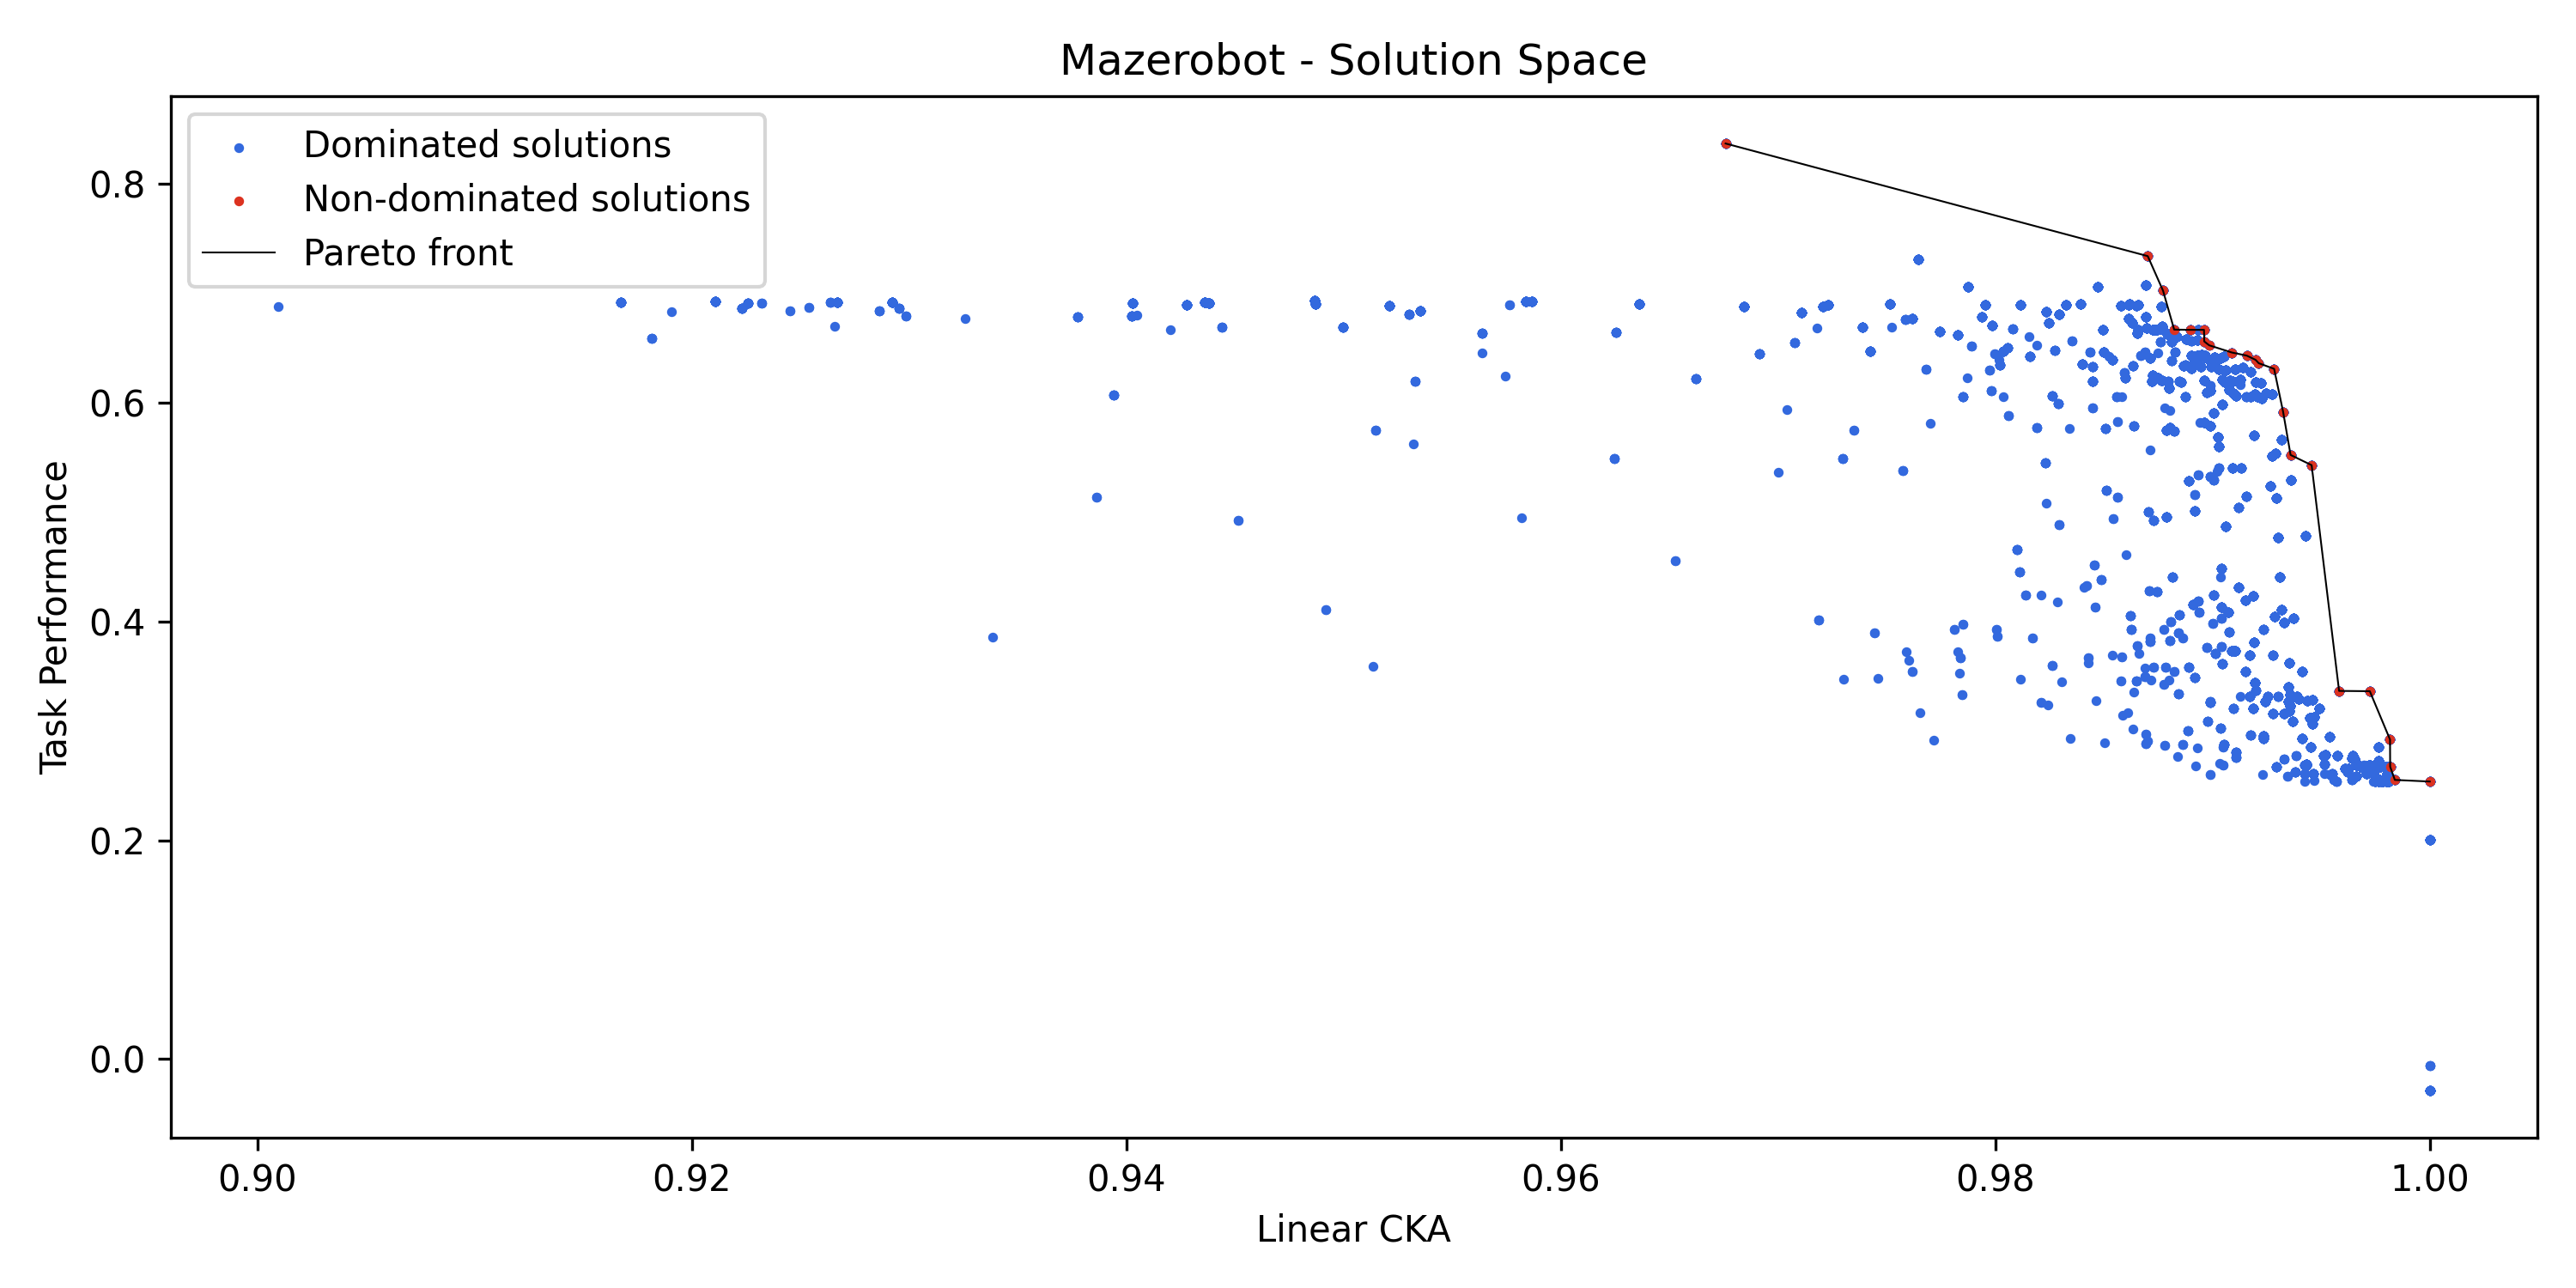 Mazerobot - Solution Space
Dominated solutions
Non-dominated solutions
Pareto front
Task Performance
0.8
0.6
0.4
0.2
0.0
0.90
0.92
0.94
0.96
0.98
1.00
Linear CKA